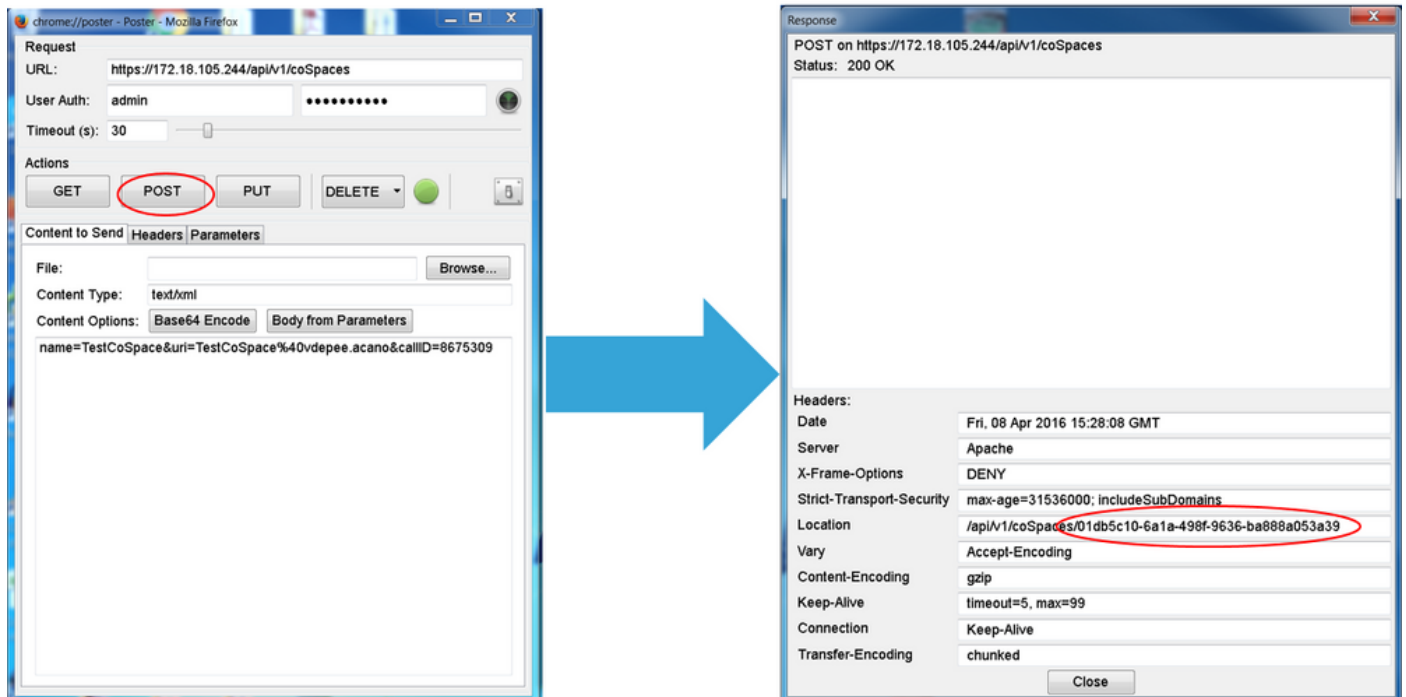 chrome://poster - Poster - Mozilla Firefox
Request
URL: https://172.18.105.244/api/v1/coSpaces
User Auth: admin ••••••••••
Timeout (s): 30
Actions
GET POST PUT DELETE
Content to Send Headers Parameters
File: Browse...
Content Type: text/xml
Content Options: Base64 Encode Body from Parameters
name=TestCoSpace&uri=TestCoSpace%40vdepee.acano&callID=8675309
Response
POST on https://172.18.105.244/api/v1/coSpaces
Status: 200 OK
Headers:
Date Fri, 08 Apr 2016 15:28:08 GMT
Server Apache
X-Frame-Options DENY
Strict-Transport-Security max-age=31536000; includeSubDomains
Location /api/v1/coSpaces/01db5c10-6a1a-498f-9636-ba888a053a39
Vary Accept-Encoding
Content-Encoding gzip
Keep-Alive timeout=5, max=99
Connection Keep-Alive
Transfer-Encoding chunked
Close